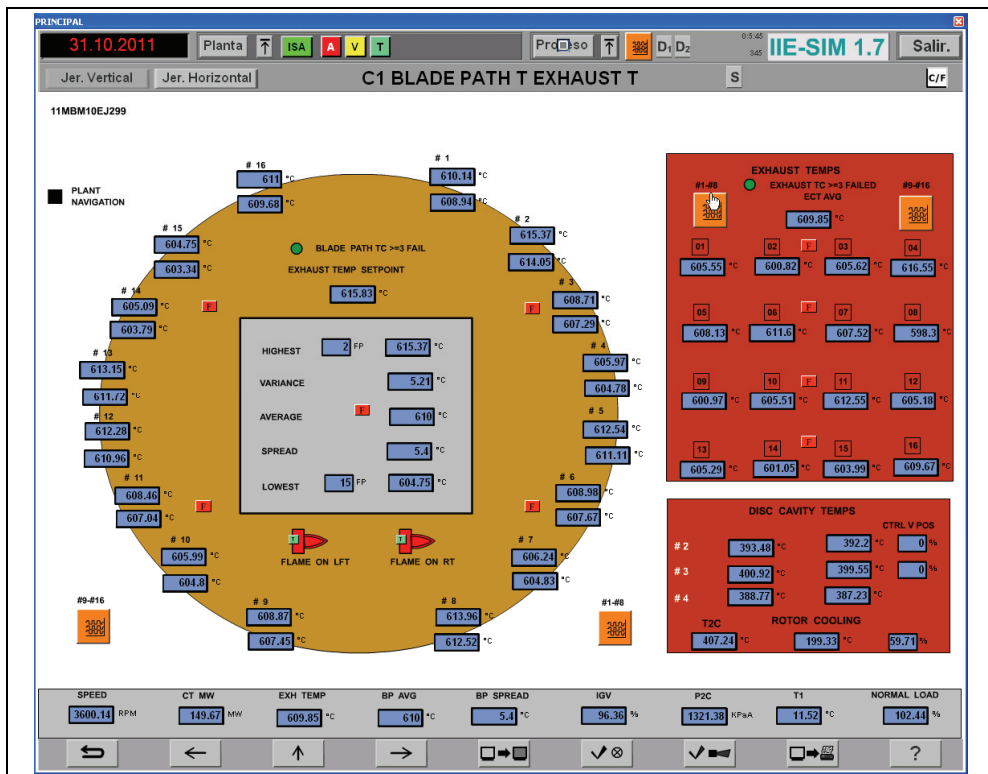 PRINCIPAL
31.10.2011 Planta ISA A V T Proceso D1 D2 0:5:45 345 IIE-SIM 1.7 Salir.
Jer. Vertical Jer. Horizontal C1 BLADE PATH T EXHAUST T S C/F
11MBM10EJ299
PLANT
NAVIGATION
# 16
611 °C
609.68 °C
# 1
610.14 °C
608.94 °C
# 15
604.75 °C
603.34 °C
# 2
615.37 °C
614.05 °C
BLADE PATH TC >=3 FAIL
EXHAUST TEMP SETPOINT
615.83 °C
# 14
605.09 °C
603.79 °C
F
# 3
608.71 °C
607.29 °C
F
# 13
613.15 °C
611.72 °C
# 4
605.97 °C
604.78 °C
HIGHEST 2 FP 615.37 °C
VARIANCE 5.21 °C
AVERAGE F 610 °C
SPREAD 5.4 °C
LOWEST 15 FP 604.75 °C
# 12
612.28 °C
610.96 °C
# 5
612.54 °C
611.11 °C
# 11
608.46 °C
607.04 °C
F
# 6
608.98 °C
607.67 °C
F
# 10
605.99 °C
604.8 °C
T
FLAME ON LFT
T
FLAME ON RT
# 7
606.24 °C
604.83 °C
# 9
608.87 °C
607.45 °C
# 8
613.96 °C
612.52 °C
#9-#16
#1-#8
EXHAUST TEMPS
#1-#8 EXHAUST TC >=3 FAILED #9-#16
ECT AVG
609.85 °C
01 02 F 03 04
605.55 °C 600.82 °C 605.62 °C 616.55 °C
05 06 F 07 08
608.13 °C 611.6 °C 607.52 °C 598.3 °C
09 10 F 11 12
600.97 °C 605.51 °C 612.55 °C 605.18 °C
13 14 F 15 16
605.29 °C 601.05 °C 603.99 °C 609.67 °C
DISC CAVITY TEMPS
CTRL V POS
# 2 393.48 °C 392.2 °C 0 %
# 3 400.92 °C 399.55 °C 0 %
# 4 388.77 °C 387.23 °C
T2C ROTOR COOLING
407.24 °C 199.33 °C 59.71 %
SPEED CT MW EXH TEMP BP AVG BP SPREAD IGV P2C T1 NORMAL LOAD
3600.14 RPM 149.67 MW 609.85 °C 610 °C 5.4 °C 96.36 % 1321.38 KPaA 11.52 °C 102.44 %
?